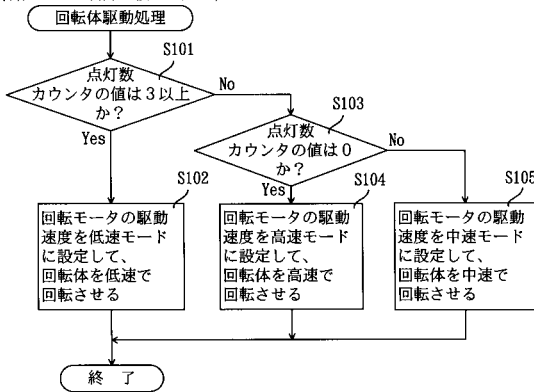 回転体駆動処理
S101
点灯数
カウンタの値は3以上
か？
No
Yes
S103
点灯数
カウンタの値は0
か？
No
Yes
S102
回転モータの駆動
速度を低速モード
に設定して、
回転体を低速で
回転させる
S104
回転モータの駆動
速度を高速モード
に設定して、
回転体を高速で
回転させる
S105
回転モータの駆動
速度を中速モード
に設定して、
回転体を中速で
回転させる
終 了